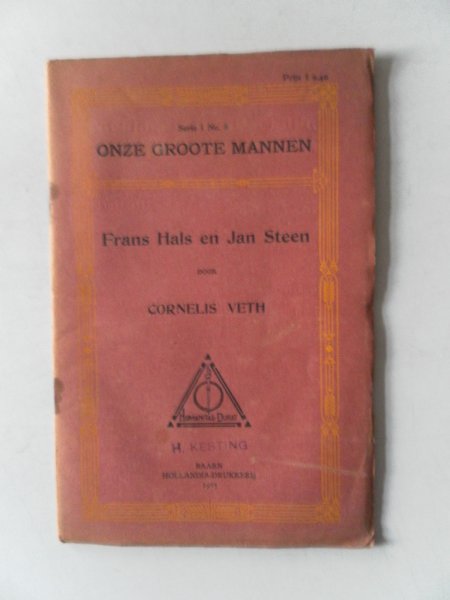 Prijs f 0.40
Serie I No. 8
ONZE GROOTE MANNEN
Frans Hals en Jan Steen
DOOR
CORNELIS VETH
H. KESTING
BAARN
HOLLANDIA-DRUKKERIJ